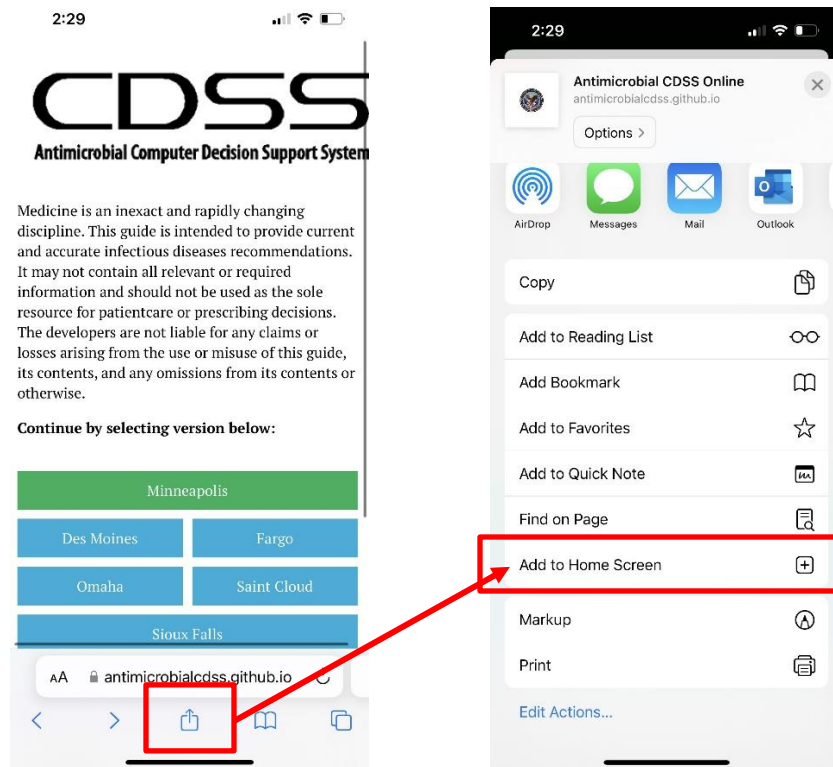 2:29
CDSS
Antimicrobial Computer Decision Support System
Medicine is an inexact and rapidly changing
discipline. This guide is intended to provide current
and accurate infectious diseases recommendations.
It may not contain all relevant or required
information and should not be used as the sole
resource for patientcare or prescribing decisions.
The developers are not liable for any claims or
losses arising from the use or misuse of this guide,
its contents, and any omissions from its contents or
otherwise.
Continue by selecting version below:
Minneapolis
Des Moines
Fargo
Omaha
Saint Cloud
Sioux Falls
AA antimicrobialcdss.github.io
2:29
Antimicrobial CDSS Online
antimicrobialcdss.github.io
Options >
AirDrop
Messages
Mail
Outlook
Copy
Add to Reading List
Add Bookmark
Add to Favorites
Add to Quick Note
Find on Page
Add to Home Screen
Markup
Print
Edit Actions...